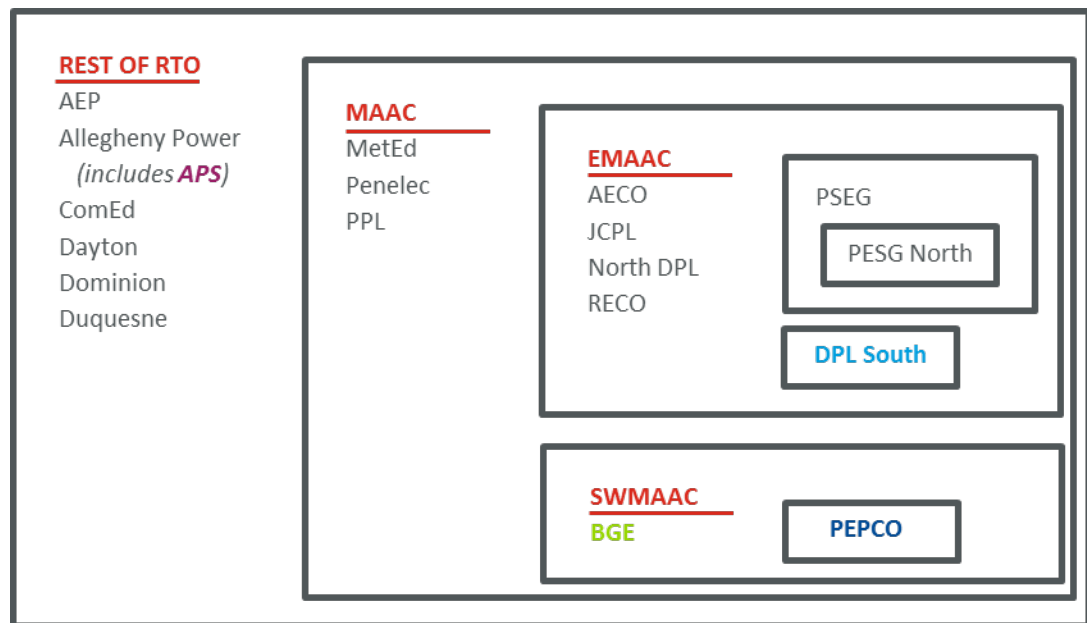 REST OF RTO
AEP
Allegheny Power
(includes APS)
ComEd
Dayton
Dominion
Duquesne
MAAC
MetEd
Penelec
PPL
EMAAC
AECO
JCPL
North DPL
RECO
PSEG
PESG North
DPL South
SWMAAC
BGE
PEPCO